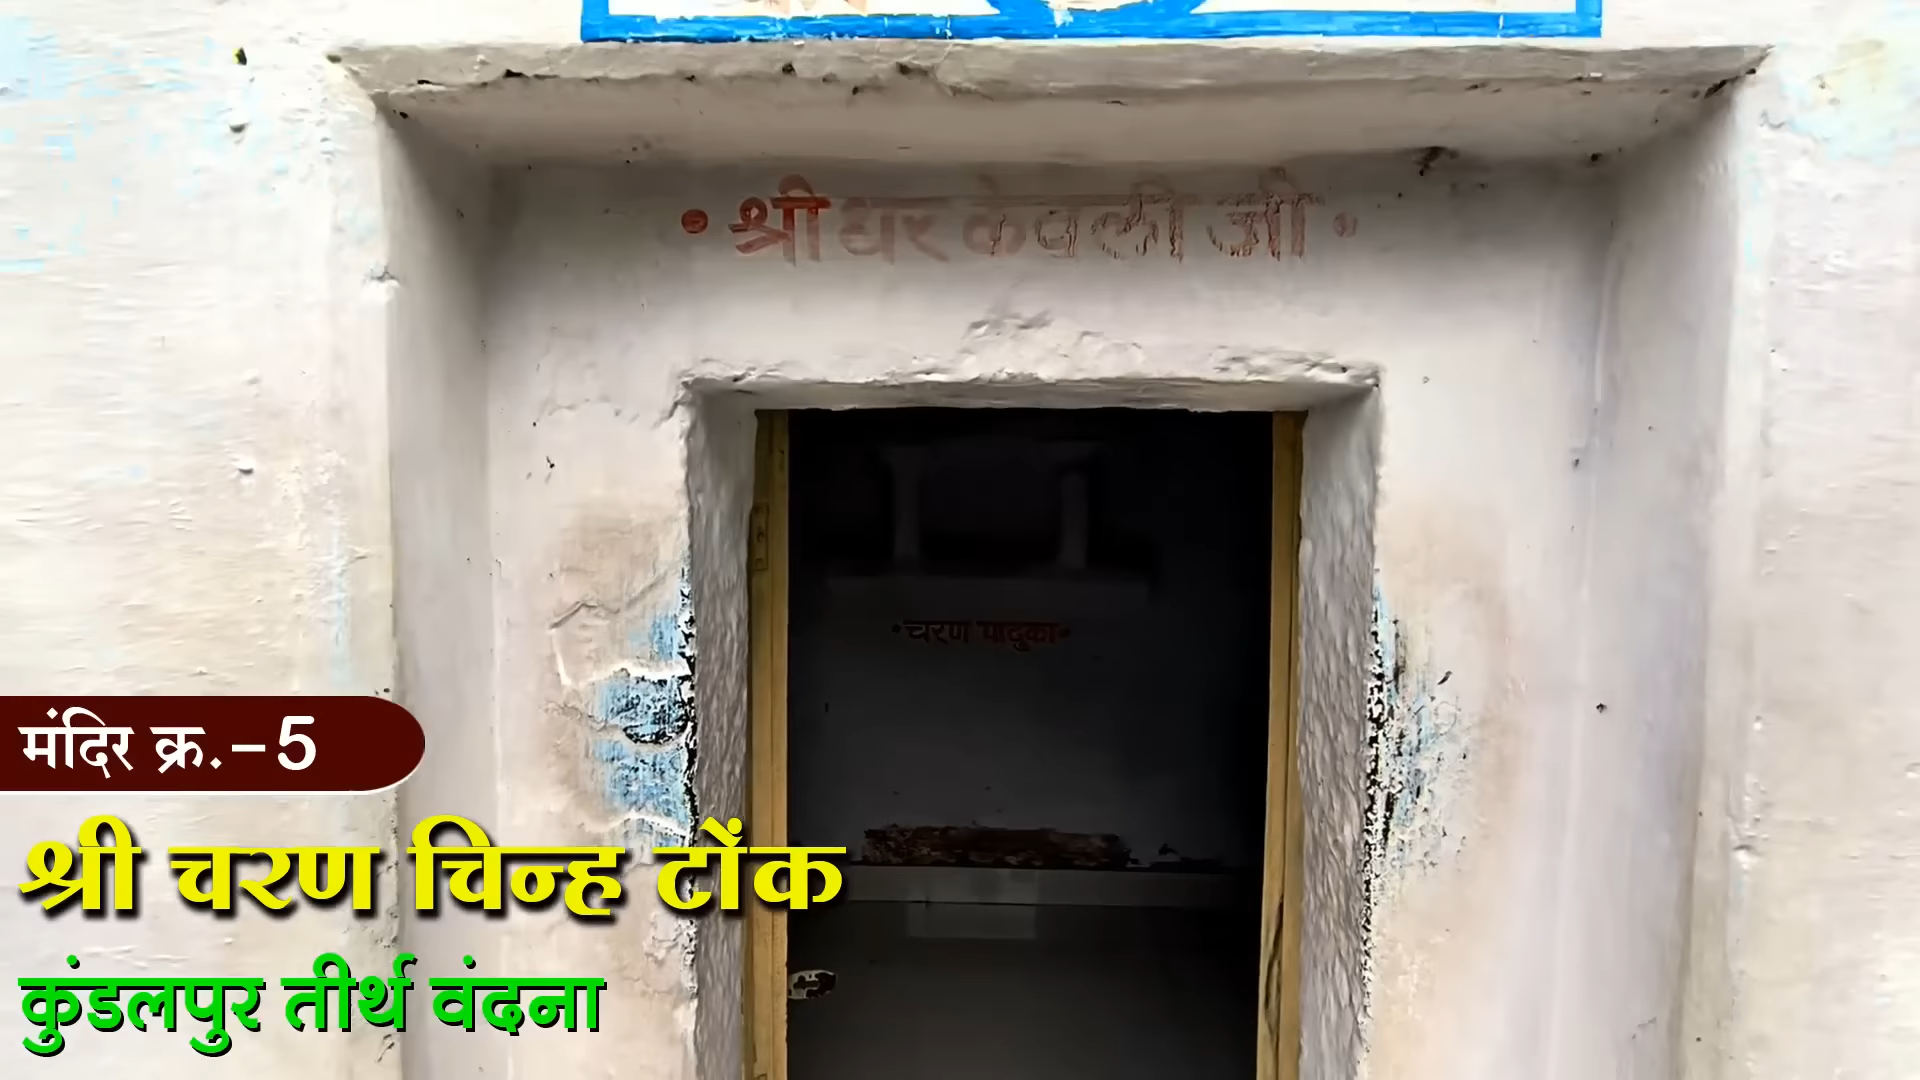 • श्रीधर केवली जी •
• चरण पादुका •
मंदिर क्र.–5
श्री चरण चिन्ह टोंक
कुंडलपुर तीर्थ वंदना